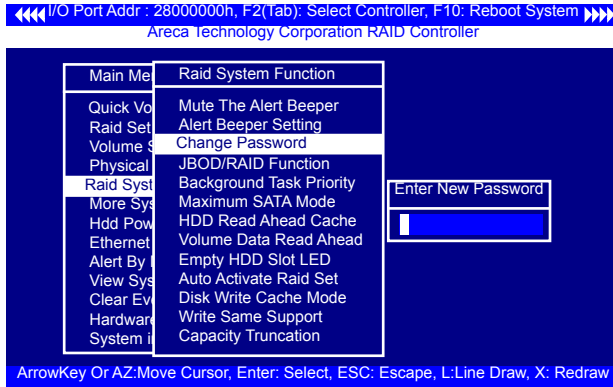 I/O Port Addr : 28000000h, F2(Tab): Select Controller, F10: Reboot System
Areca Technology Corporation RAID Controller
Main Me
Quick Vo
Raid Set
Volume S
Physical
Raid Syst
More Sys
Hdd Pow
Ethernet
Alert By
View Sys
Clear Ev
Hardware
System i
Raid System Function
Mute The Alert Beeper
Alert Beeper Setting
Change Password
JBOD/RAID Function
Background Task Priority
Maximum SATA Mode
HDD Read Ahead Cache
Volume Data Read Ahead
Empty HDD Slot LED
Auto Activate Raid Set
Disk Write Cache Mode
Write Same Support
Capacity Truncation
Enter New Password
ArrowKey Or AZ:Move Cursor, Enter: Select, ESC: Escape, L:Line Draw, X: Redraw